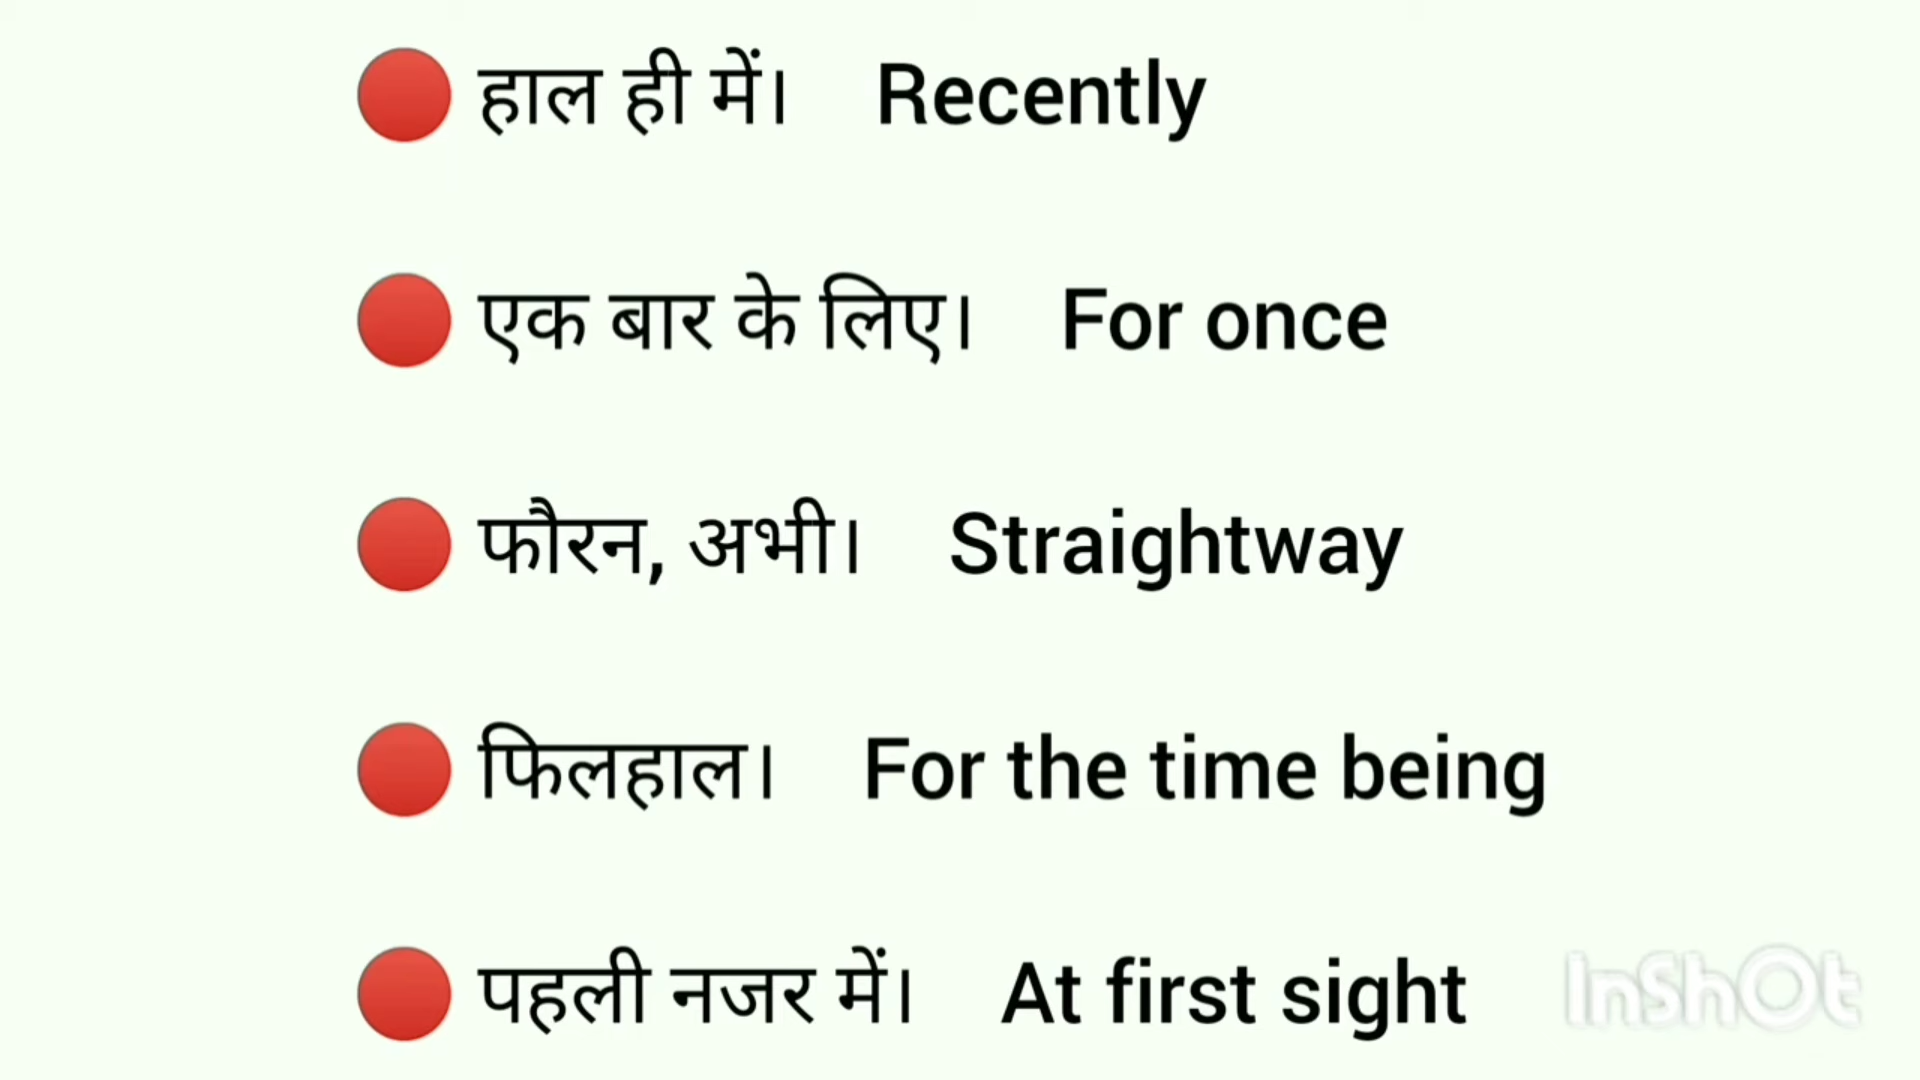 हाल ही में। Recently
एक बार के लिए। For once
फौरन, अभी। Straightway
फिलहाल। For the time being
पहली नजर में। At first sight
InShOt